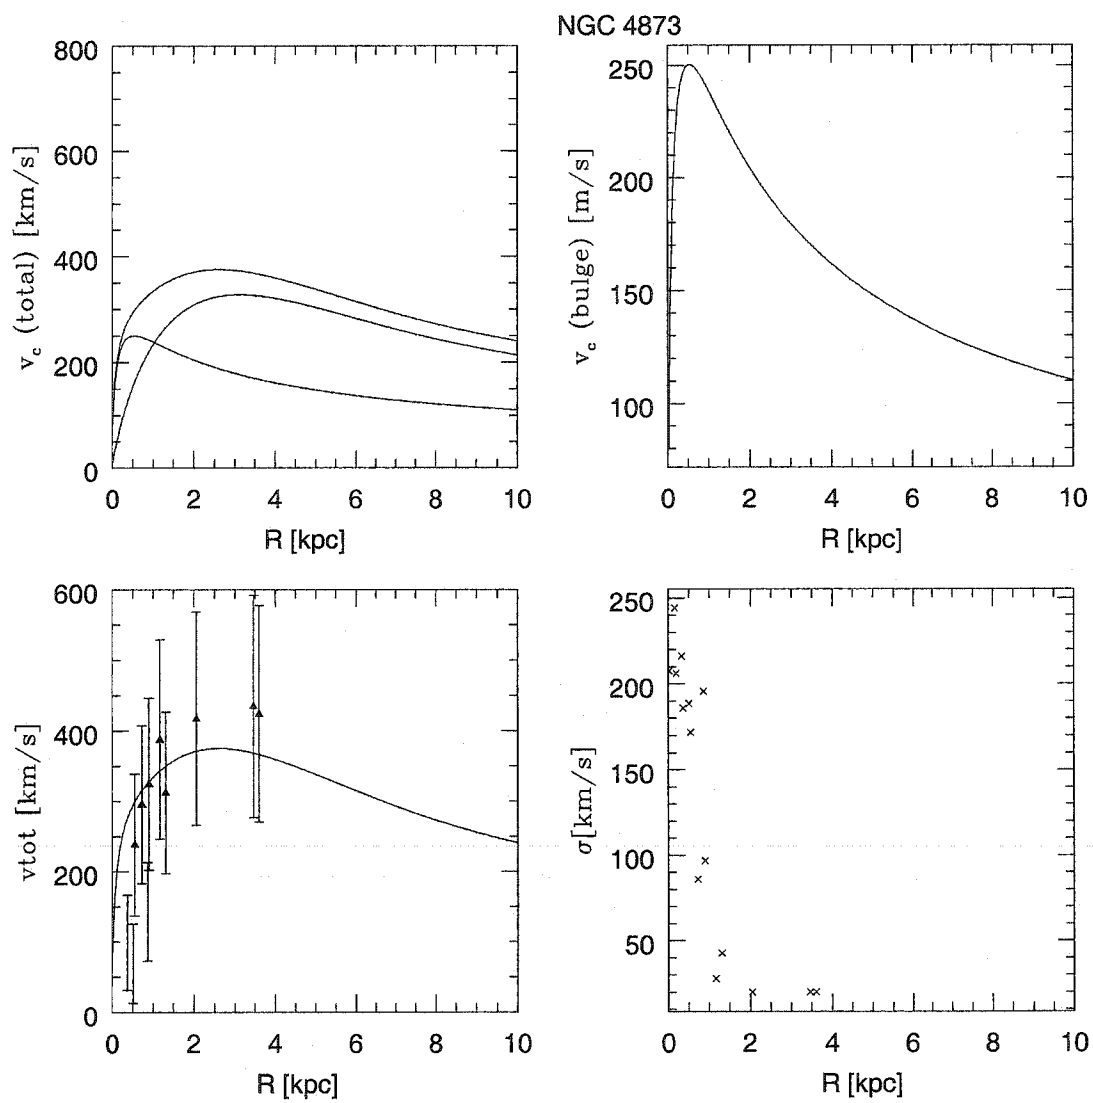 NGC 4873
800
600
400
200
0
v_c (total) [km/s]
0 2 4 6 8 10
R [kpc]
250
200
150
100
v_c (bulge) [m/s]
0 2 4 6 8 10
R [kpc]
600
400
200
0
vtot [km/s]
0 2 4 6 8 10
R [kpc]
250
200
150
100
50
σ[km/s]
0 2 4 6 8 10
R [kpc]